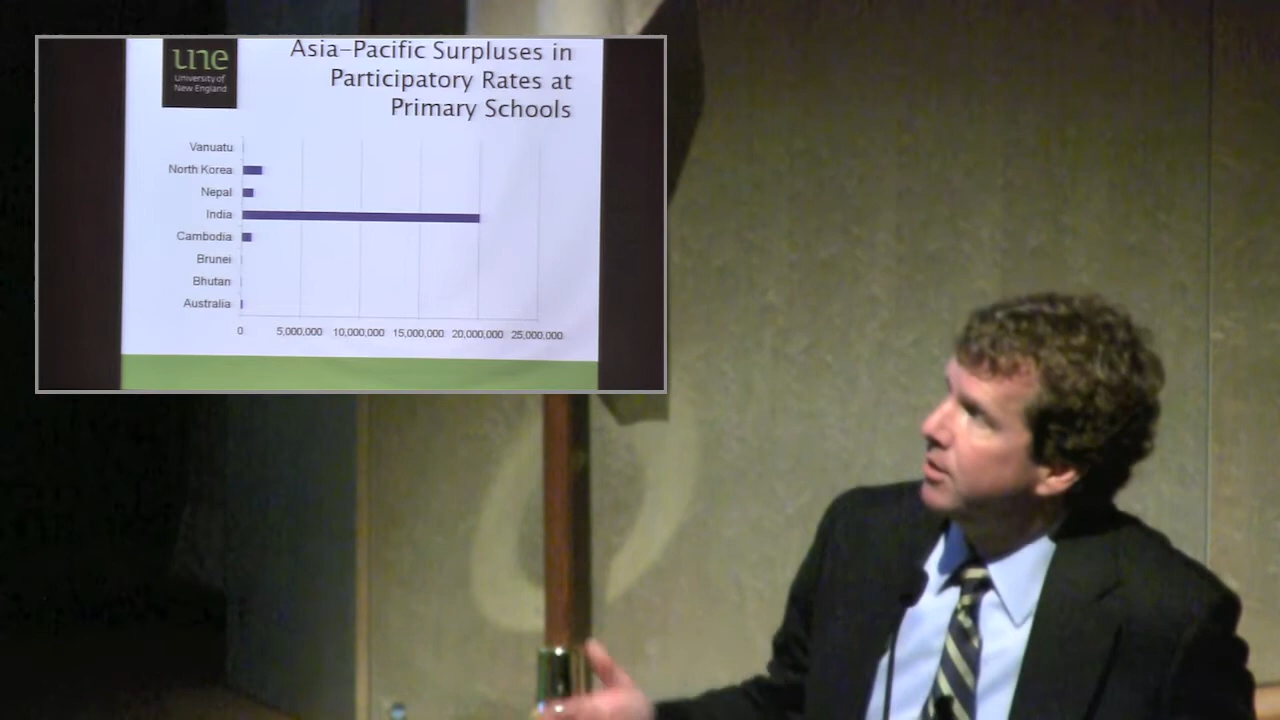 une
University of
New England
Asia-Pacific Surpluses in
Participatory Rates at
Primary Schools
Vanuatu
North Korea
Nepal
India
Cambodia
Brunei
Bhutan
Australia
0 5,000,000 10,000,000 15,000,000 20,000,000 25,000,000